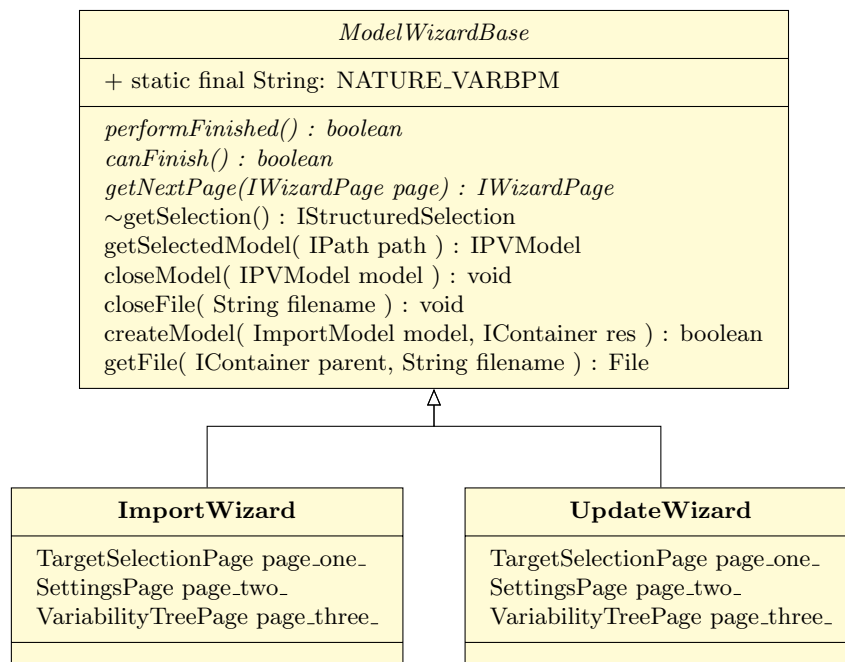 ModelWizardBase
+ static final String: NATURE_VARBPM
performFinished() : boolean
canFinish() : boolean
getNextPage(IWizardPage page) : IWizardPage
~getSelection() : IStructuredSelection
getSelectedModel( IPath path ) : IPVModel
closeModel( IPVModel model ) : void
closeFile( String filename ) : void
createModel( ImportModel model, IContainer res ) : boolean
getFile( IContainer parent, String filename ) : File
ImportWizard
TargetSelectionPage page_one_
SettingsPage page_two_
VariabilityTreePage page_three_
UpdateWizard
TargetSelectionPage page_one_
SettingsPage page_two_
VariabilityTreePage page_three_